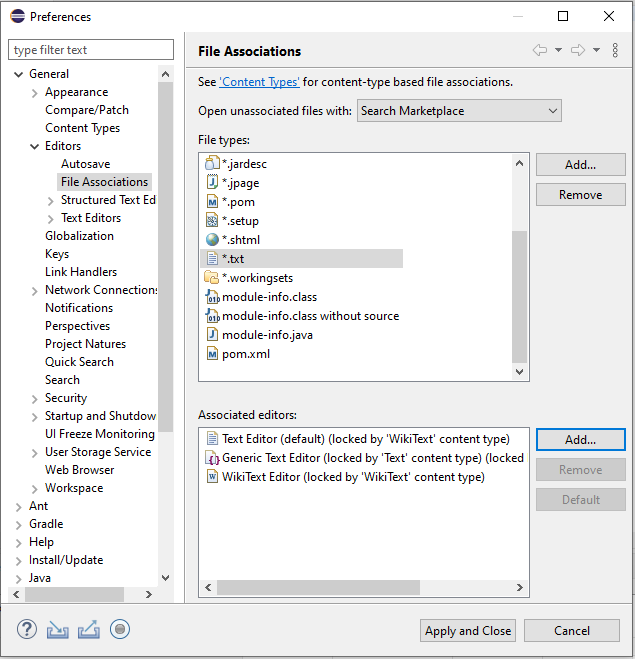 Preferences
type filter text
General
Appearance
Compare/Patch
Content Types
Editors
Autosave
File Associations
Structured Text Ed
Text Editors
Globalization
Keys
Link Handlers
Network Connections
Notifications
Perspectives
Project Natures
Quick Search
Search
Security
Startup and Shutdow
UI Freeze Monitoring
User Storage Service
Web Browser
Workspace
Ant
Gradle
Help
Install/Update
Java
File Associations
See 'Content Types' for content-type based file associations.
Open unassociated files with: Search Marketplace
File types:
*.jardesc
*.jpage
*.pom
*.setup
*.shtml
*.txt
*.workingsets
module-info.class
module-info.class without source
module-info.java
pom.xml
Add...
Remove
Associated editors:
Text Editor (default) (locked by 'WikiText' content type)
Generic Text Editor (locked by 'Text' content type) (locked
WikiText Editor (locked by 'WikiText' content type)
Add...
Remove
Default
Apply and Close
Cancel